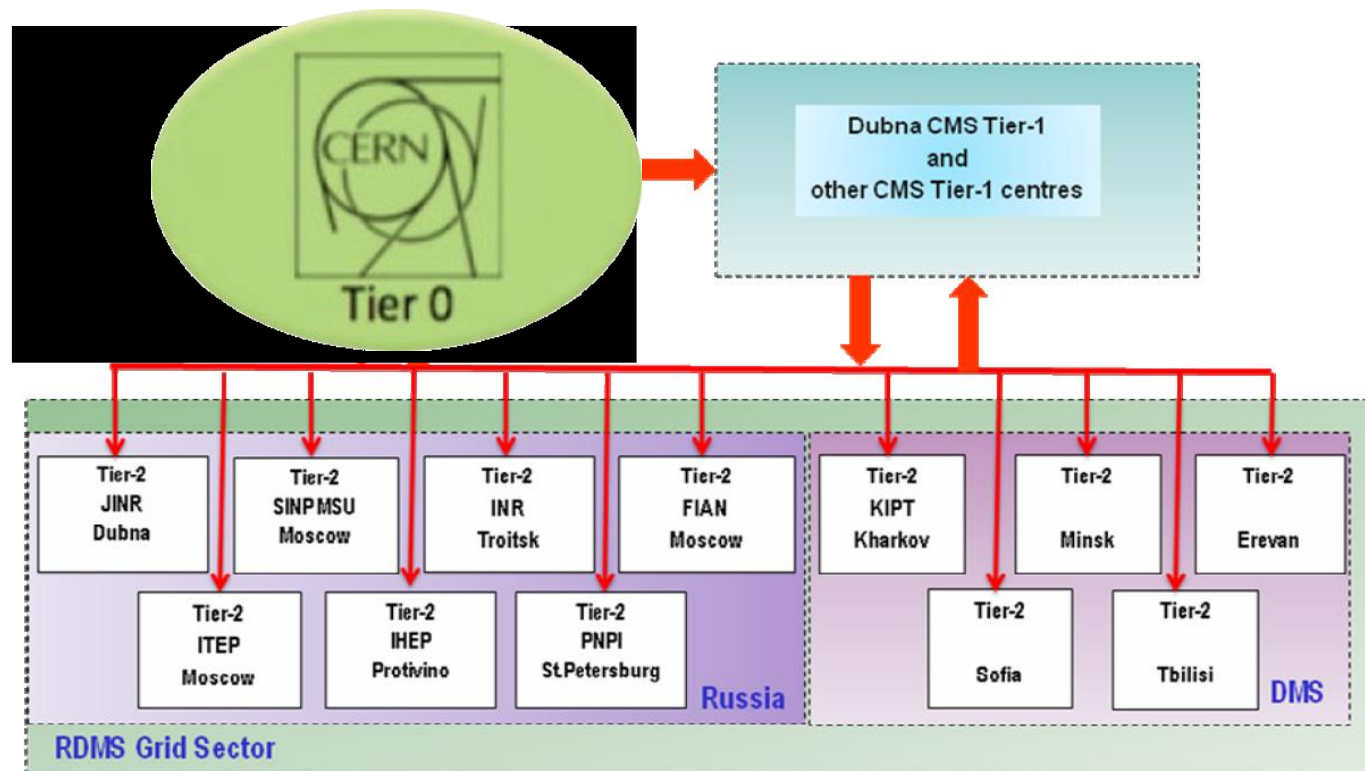 CERN
Tier 0
Dubna CMS Tier-1
and
other CMS Tier-1 centres
Tier-2
JINR
Dubna
Tier-2
SINP MSU
Moscow
Tier-2
INR
Troitsk
Tier-2
FIAN
Moscow
Tier-2
KIPT
Kharkov
Tier-2
Minsk
Tier-2
Erevan
Tier-2
ITEP
Moscow
Tier-2
IHEP
Protivino
Tier-2
PNPI
St.Petersburg
Tier-2
Sofia
Tier-2
Tbilisi
Russia
DMS
RDMS Grid Sector